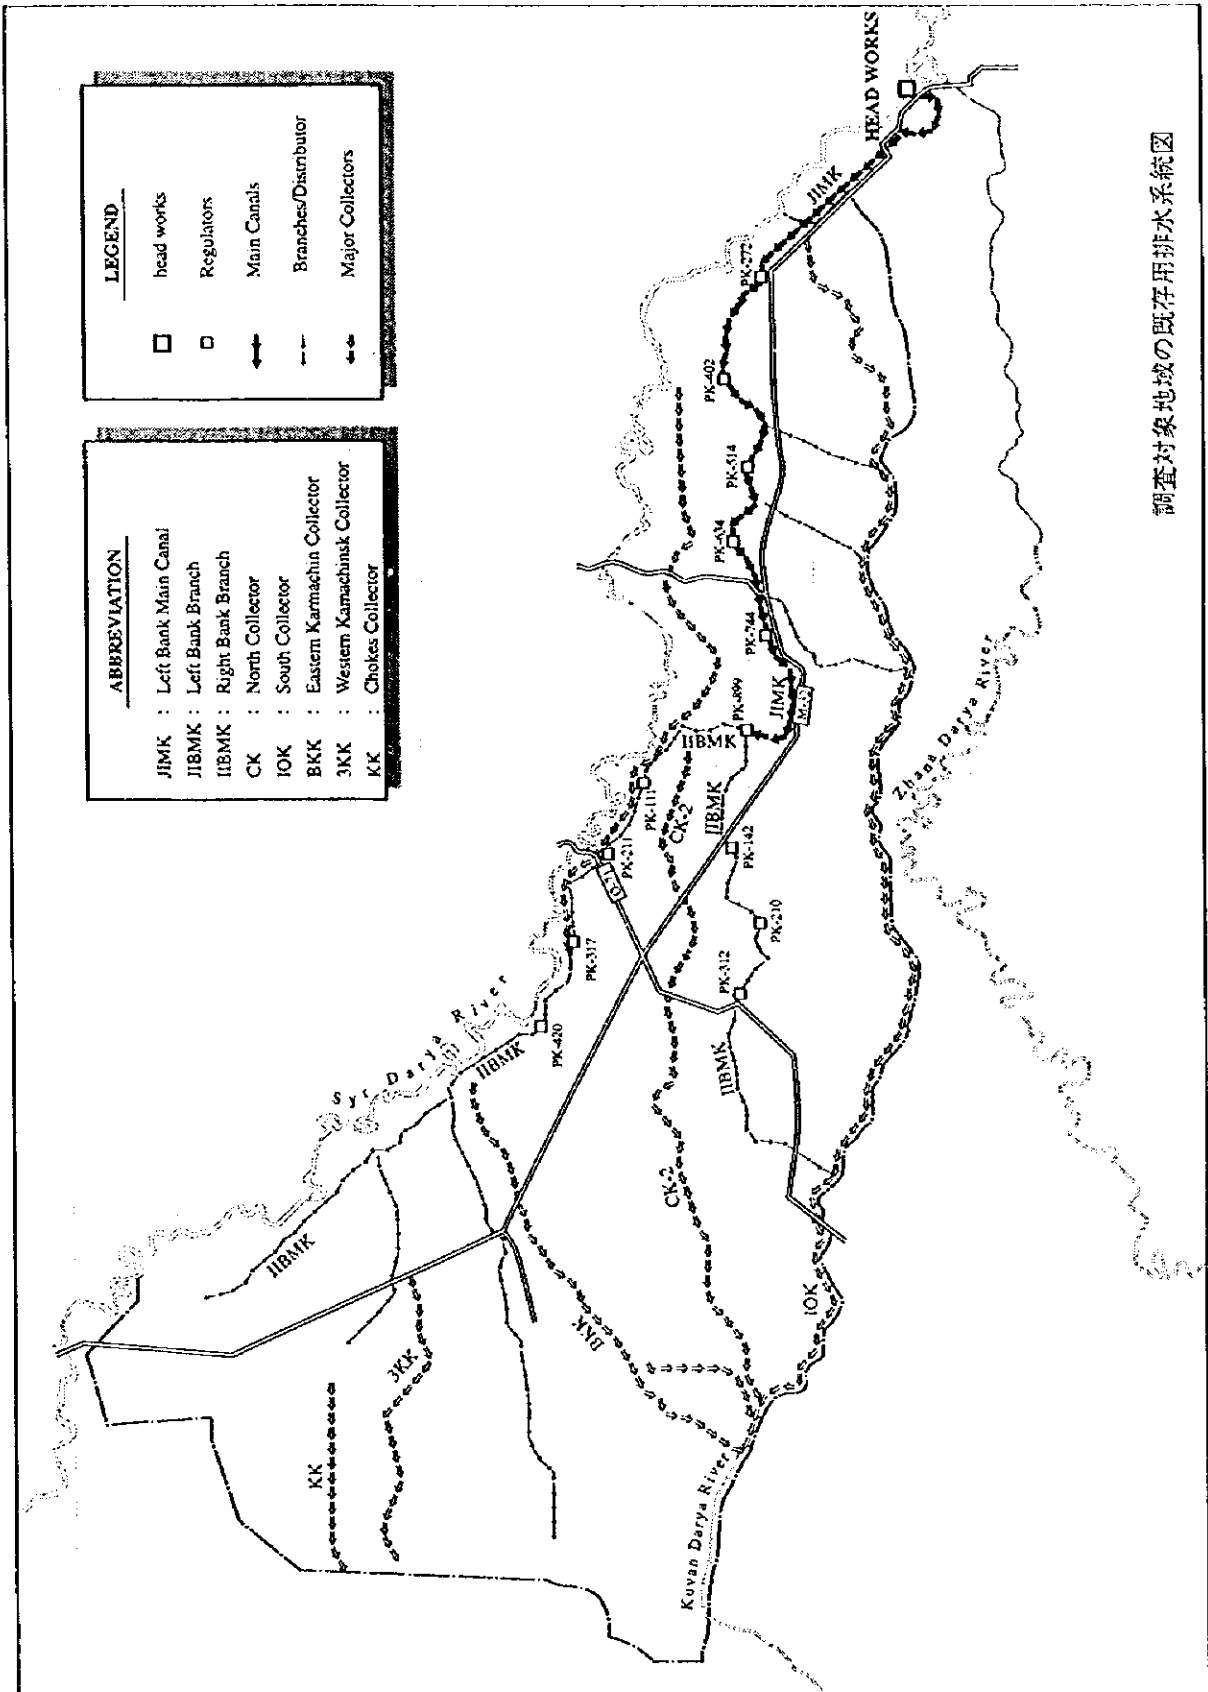 LEGEND
head works
Regulators
Main Canals
Branches/Distributor
Major Collectors
ABBREVIATION
JIMK : Left Bank Main Canal
JIBMK : Left Bank Branch
IIBMK : Right Bank Branch
CK : North Collector
IOK : South Collector
BKK : Eastern Karmachin Collector
3KK : Western Kamachinsk Collector
KK : Chokes Collector
HEAD WORKS
JIMK
PK-272
PK-402
PK-514
PK-634
PK-744
JIMK
PK-899
IIBMK
PK-111
CK-2
JIBMK
PK-142
PK-211
PK-210
PK-317
PK-312
PK-420
IIBMK
JIBMK
Syr Darya River
Zhana Darya River
CK-2
IIBMK
IOK
BKK
3KK
KK
Kuvan Darya River
調査対象地域の既存用排水系統図